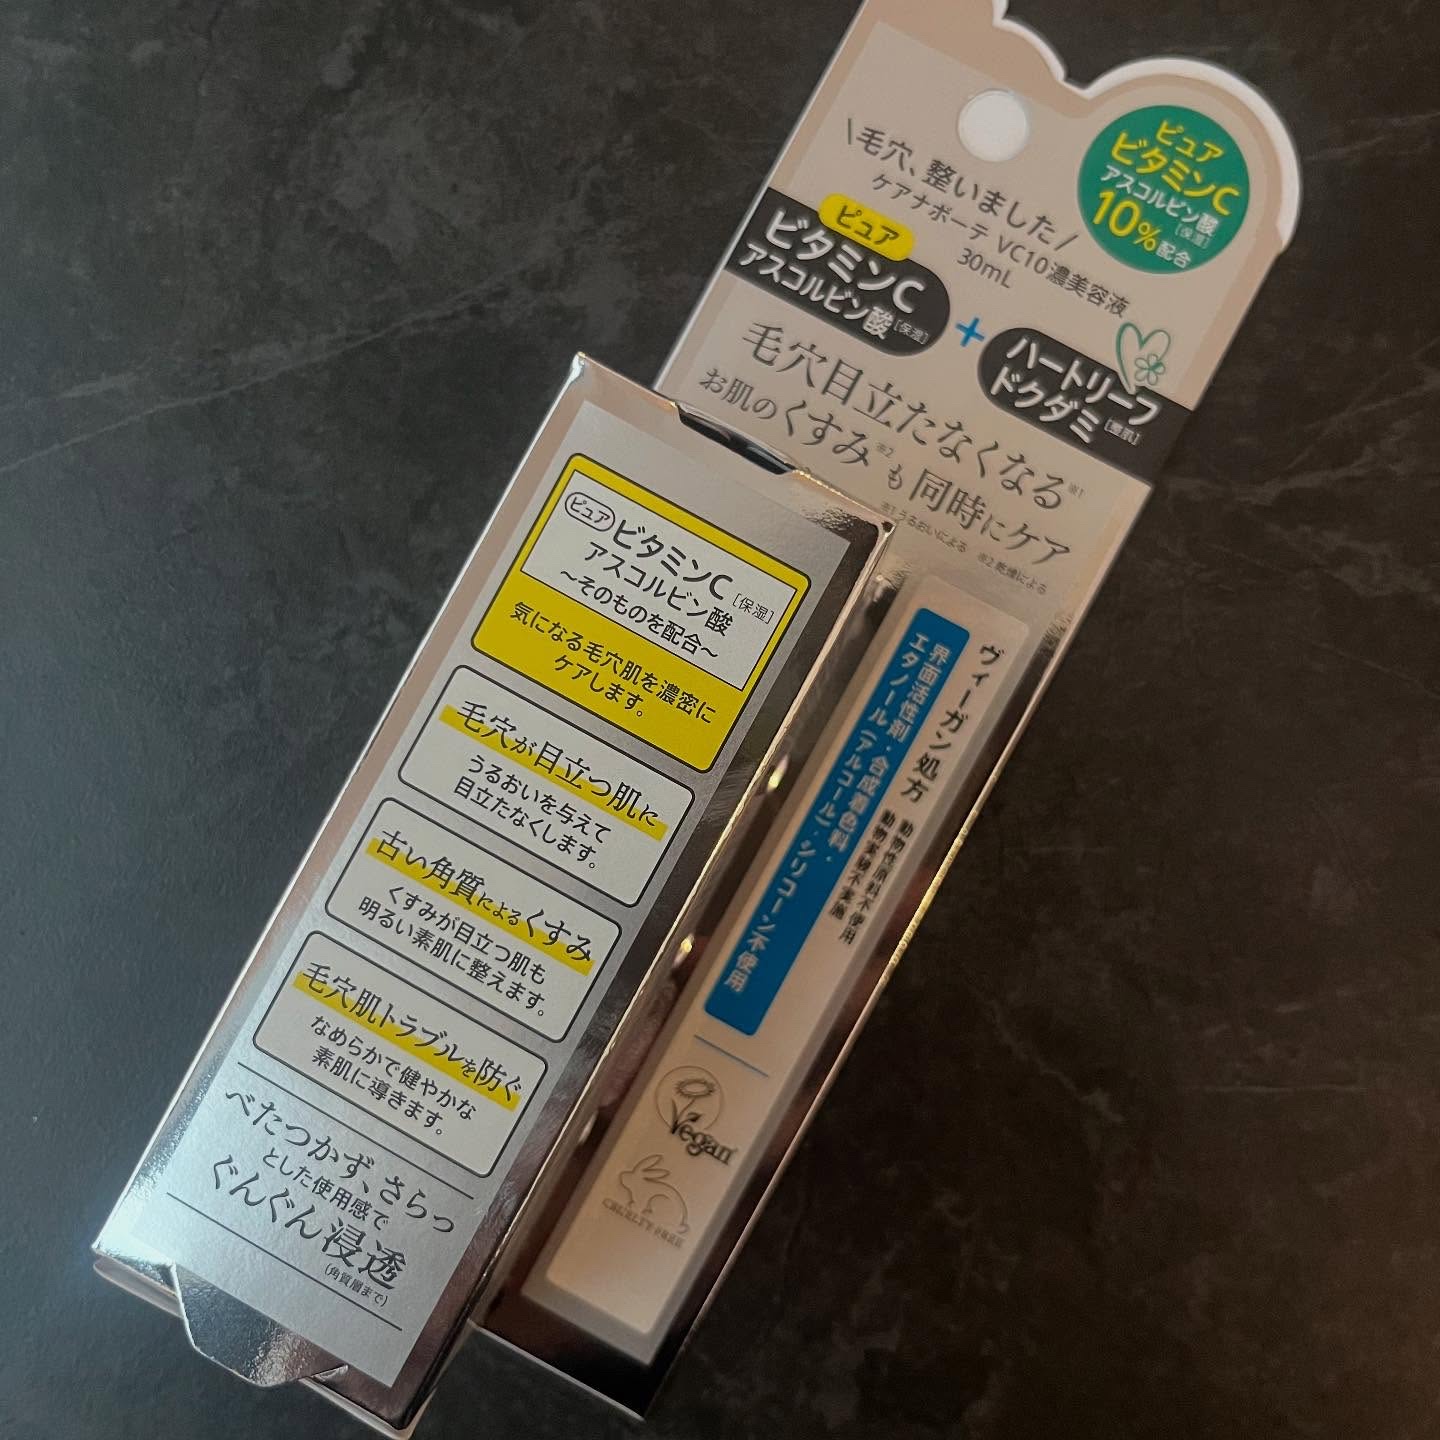 \毛穴、整いました/
ケアナボーテ VC10濃美容液
30mL
ピュア
ビタミンC
アスコルビン酸
[保湿]
10%配合
ピュア
ビタミンC
アスコルビン酸[保湿]
+
ハートリーフ
ドクダミ[整肌]
毛穴目立たなくなる※1
お肌のくすみ※2も同時にケア
※1 うるおいによる ※2 乾燥による
ヴィーガン処方
動物性原料不使用
動物実験不実施
界面活性剤・合成着色料・
エタノール(アルコール)・シリコーン不使用
Vegan
CRUELTY FREE
ピュア
ビタミンC
アスコルビン酸[保湿]
～そのものを配合～
気になる毛穴肌を濃密に
ケアします。
毛穴が目立つ肌に
うるおいを与えて
目立たなくします。
古い角質によるくすみ
くすみが目立つ肌も
明るい素肌に整えます。
毛穴肌トラブルを防ぐ
なめらかで健やかな
素肌に導きます。
べたつかず、さらっ
とした使用感で
ぐんぐん浸透
(角質層まで)